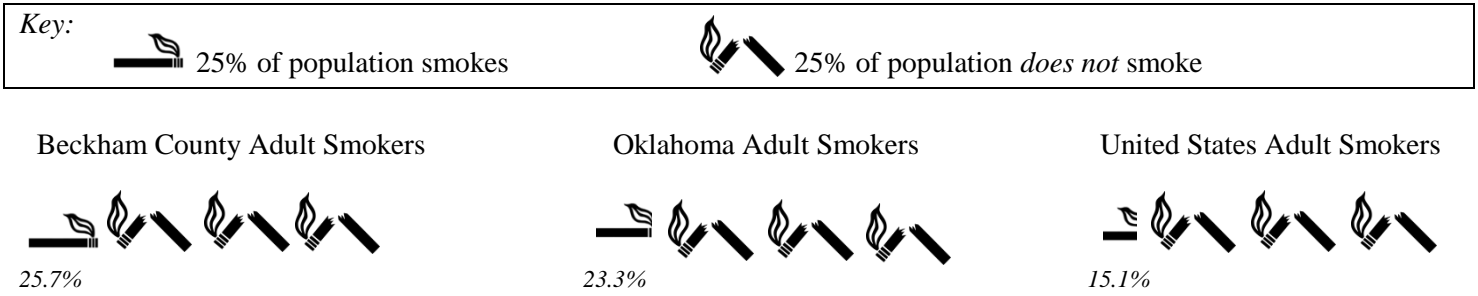 Key:
25% of population smokes 25% of population does not smoke
Beckham County Adult Smokers Oklahoma Adult Smokers United States Adult Smokers
25.7% 23.3% 15.1%